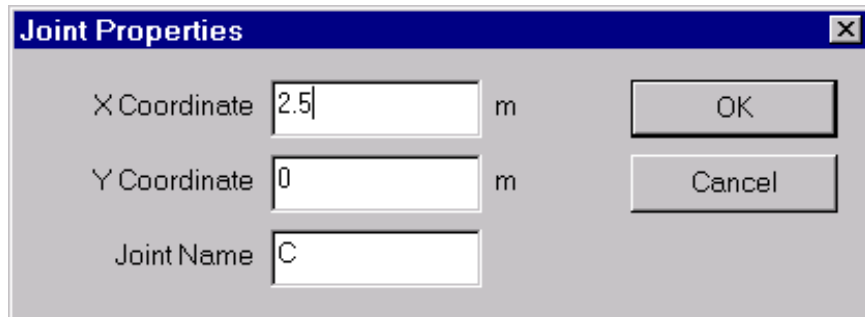 Joint Properties
X Coordinate 2.5 m OK
Y Coordinate 0 m Cancel
Joint Name C